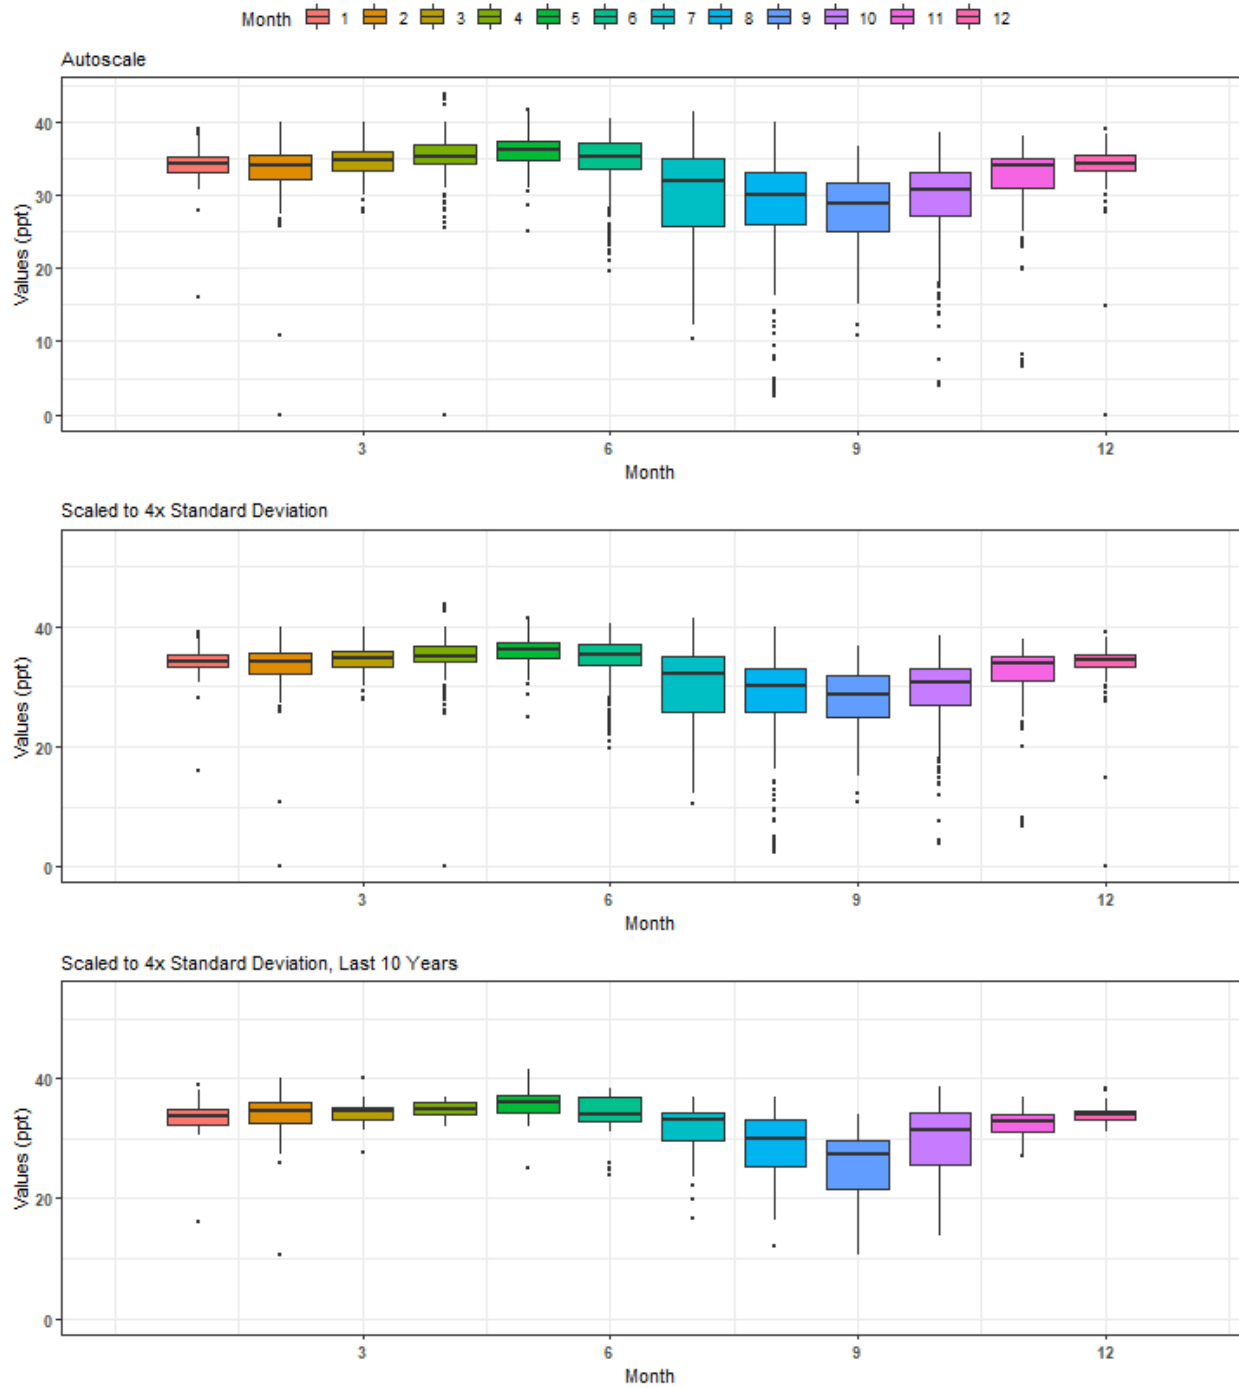 Month 1 2 3 4 5 6 7 8 9 10 11 12
Autoscale
Values (ppt)
40
30
20
10
0
3 6 9 12
Month
Scaled to 4x Standard Deviation
Values (ppt)
40
20
0
3 6 9 12
Month
Scaled to 4x Standard Deviation, Last 10 Years
Values (ppt)
40
20
0
3 6 9 12
Month